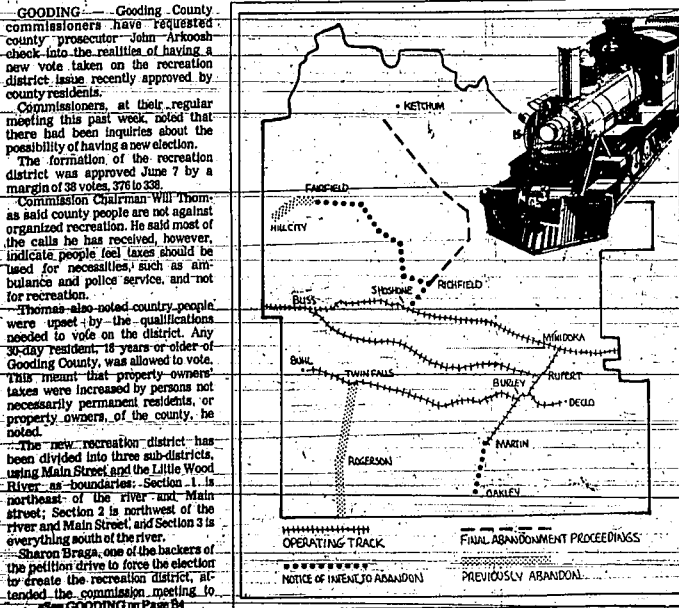 GOODING — Gooding County
commissioners have requested
county prosecutor John Arkoosh
check into the realities of having a
new vote taken on the recreation
district issue recently approved by
county residents.
Commissioners, at their regular
meeting this past week, noted that
there had been inquiries about the
possibility of having a new election.
The formation of the recreation
district was approved June 7 by a
margin of 38 votes, 376 to 338.
Commission Chairman Will Thom-
as said county people are not against
organized recreation. He said most of
the calls he has received, however,
indicate people feel taxes should be
used for necessities, such as am-
bulance and police service, and not
for recreation.
Thomas also noted country people
were upset by the qualifications
needed to vote on the district. Any
30-day resident, 18 years or older of
Gooding County, was allowed to vote.
This meant that property owners'
taxes were increased by persons not
necessarily permanent residents, or
property owners, of the county, he
noted.
The new recreation district has
been divided into three sub-districts,
using Main Street and the Little Wood
River as boundaries: Section 1 is
northeast of the river and Main
street; Section 2 is northwest of the
river and Main Street, and Section 3 is
everything south of the river.
Sharon Braga, one of the backers of
the petition drive to force the election
to create the recreation district, at-
tended the commission meeting to
See GOODING on Page B4
KETCHUM
FAIRFIELD
HILL CITY
RICHFIELD
SHOSHONE
BLISS
MINIDOKA
BUHL
TWIN FALLS
RUPERT
BURLEY
DECLO
MARTIN
ROGERSON
OAKLEY
OPERATING TRACK
FINAL ABANDONMENT PROCEEDINGS
NOTICE OF INTENT TO ABANDON
PREVIOUSLY ABANDON